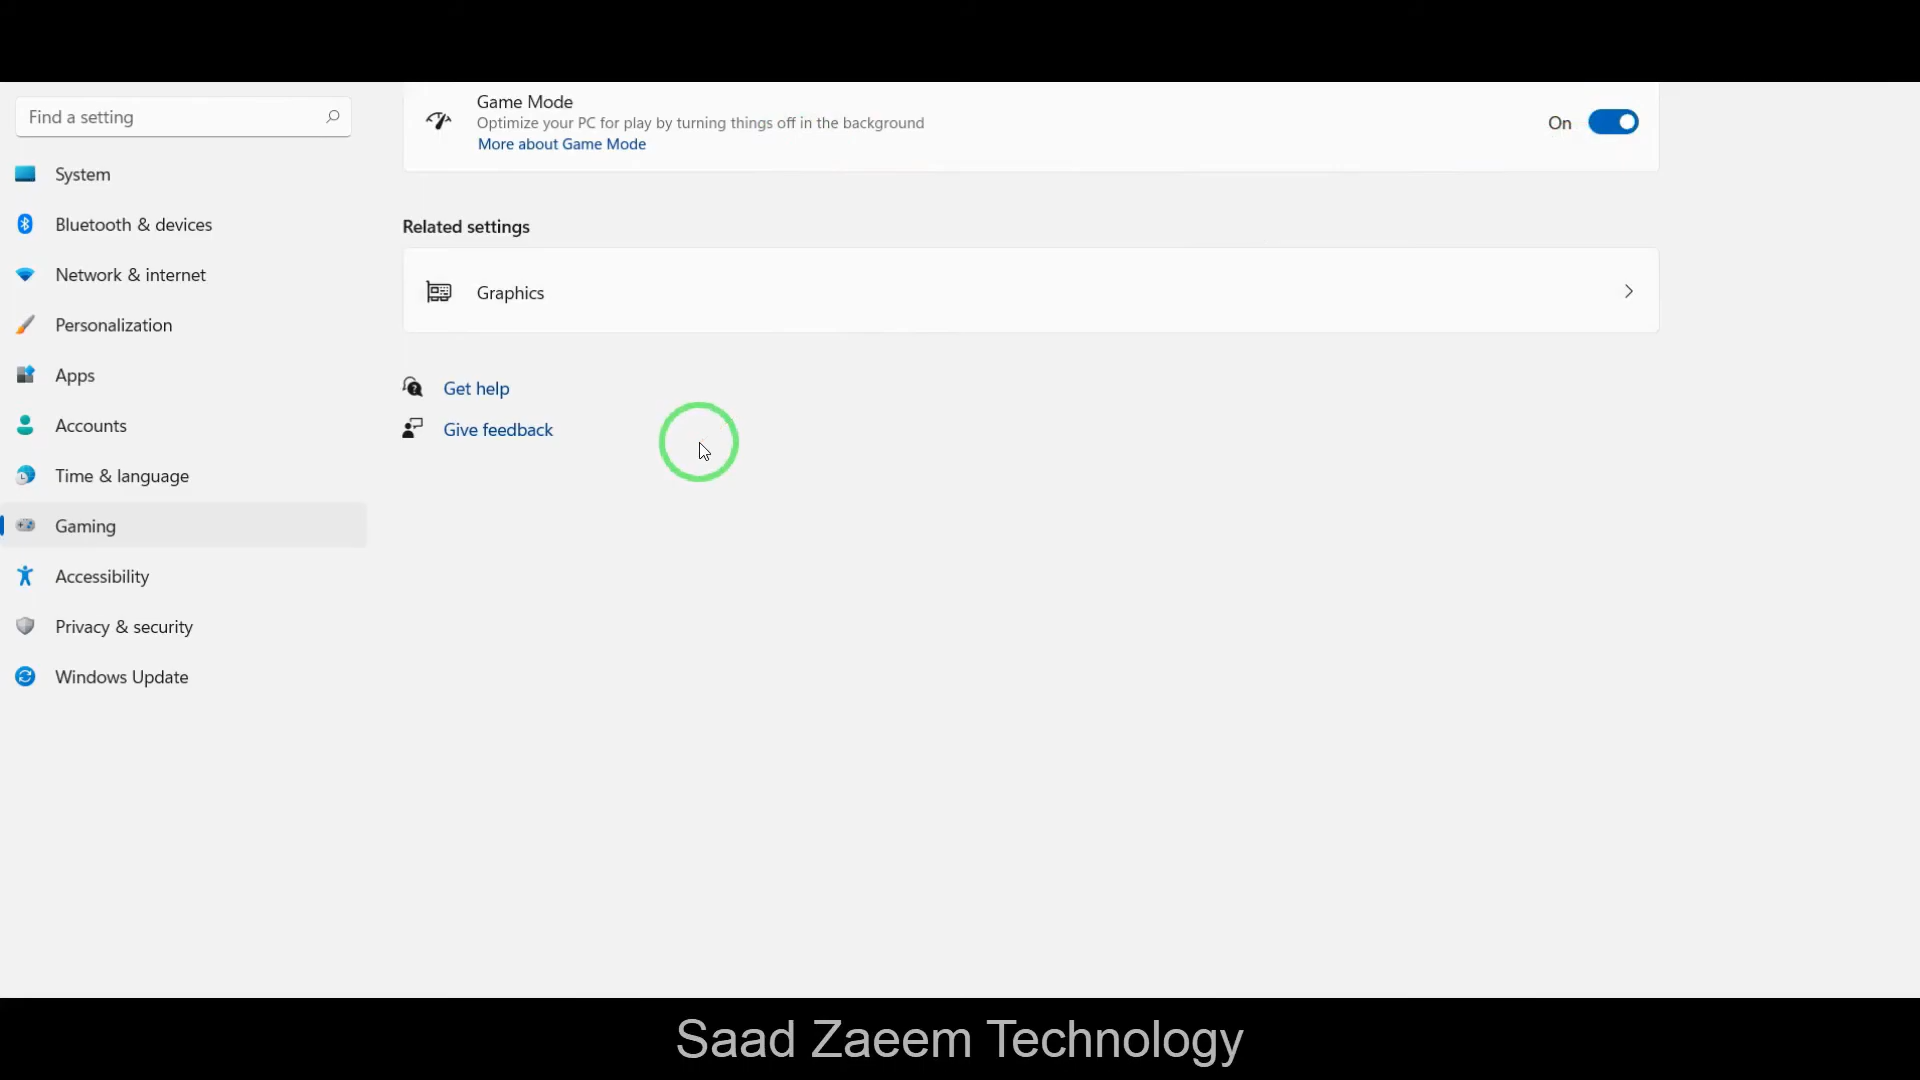 Find a setting
System
Bluetooth & devices
Network & internet
Personalization
Apps
Accounts
Time & language
Gaming
Accessibility
Privacy & security
Windows Update
Game Mode
Optimize your PC for play by turning things off in the background
More about Game Mode
On
Related settings
Graphics
Get help
Give feedback
Saad Zaeem Technology